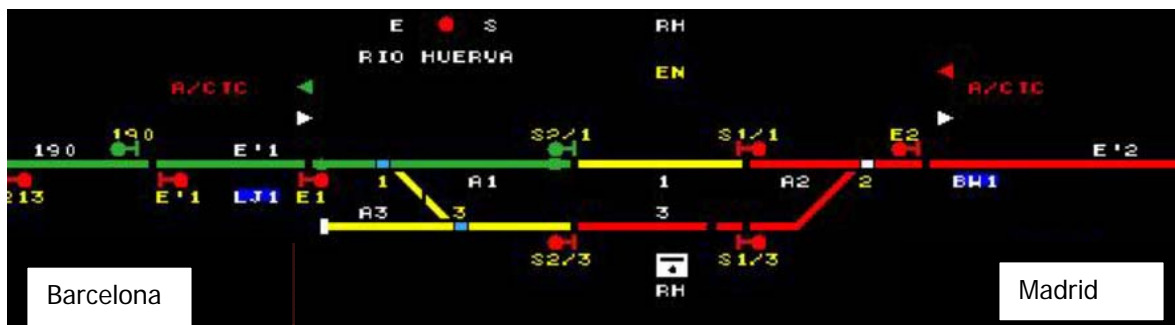 E S RH
RIO HUERVA
EN
A/CTC A/CTC
190 S2/1 S1/1 E2
190 E'1 E'2
213 E'1 LJ1 E1 1 A1 1 A2 2 BW1
A3 3 3
S2/3 S1/3
RH
Barcelona Madrid